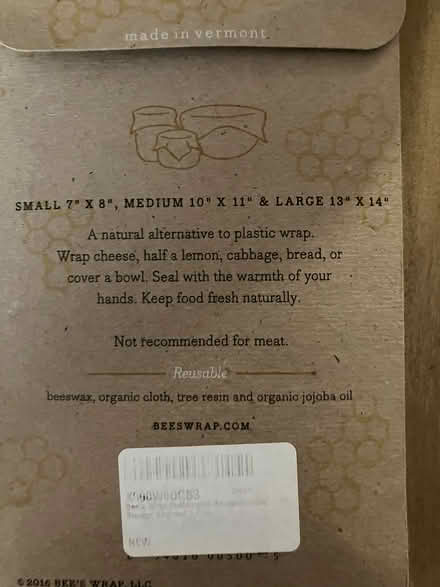 made in vermont
SMALL 7" X 8", MEDIUM 10" X 11" & LARGE 13" X 14"
A natural alternative to plastic wrap.
Wrap cheese, half a lemon, cabbage, bread, or
cover a bowl. Seal with the warmth of your
hands. Keep food fresh naturally.
Not recommended for meat.
Reusable
beeswax, organic cloth, tree resin and organic jojoba oil
BEESWRAP.COM
NEW
© 2016 BEE'S WRAP, LLC